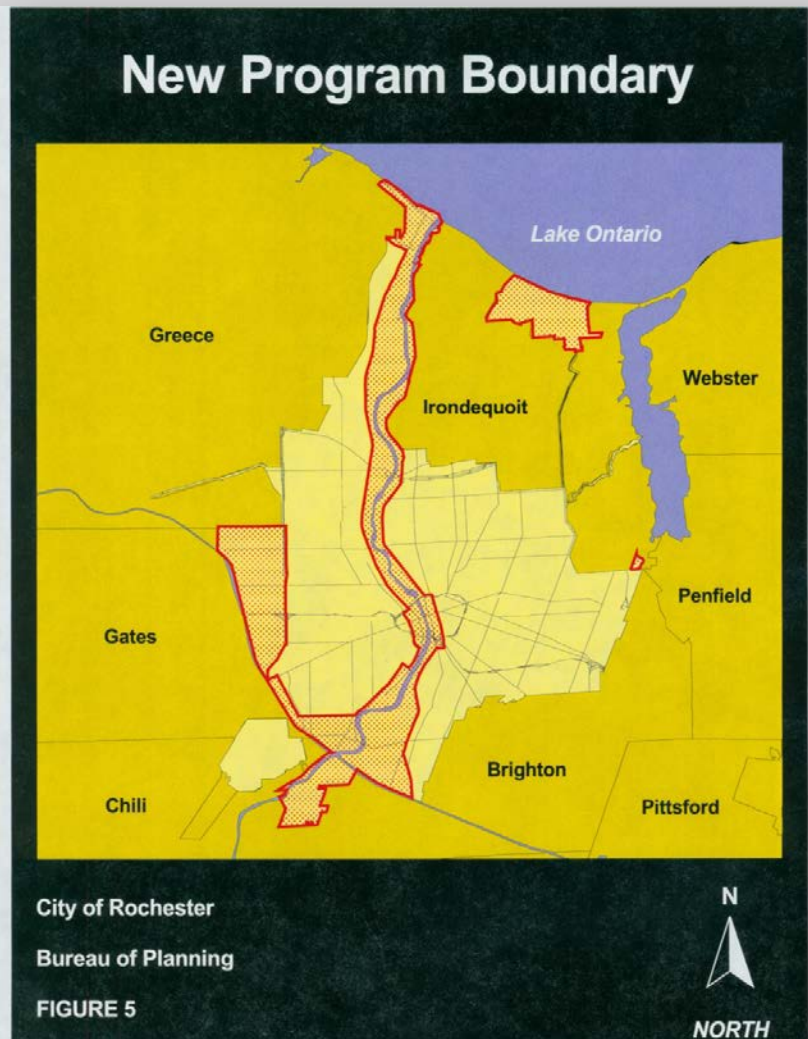 New Program Boundary
Lake Ontario
Greece
Webster
Irondequoit
Penfield
Gates
Brighton
Chili
Pittsford
City of Rochester
Bureau of Planning
FIGURE 5
N
NORTH